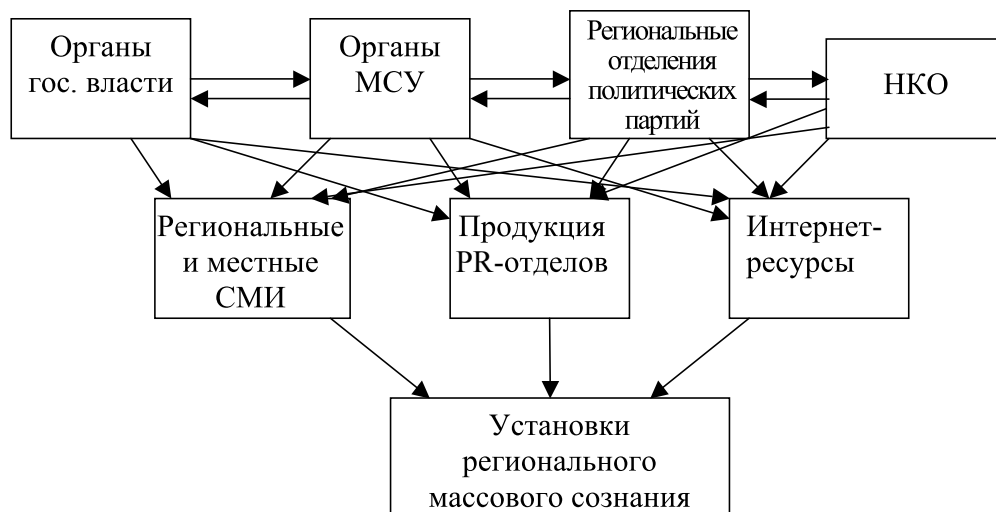 Органы
гос. власти
Органы
МСУ
Региональные
отделения
политических
партий
НКО
Региональные
и местные
СМИ
Продукция
PR-отделов
Интернет-
ресурсы
Установки
регионального
массового сознания